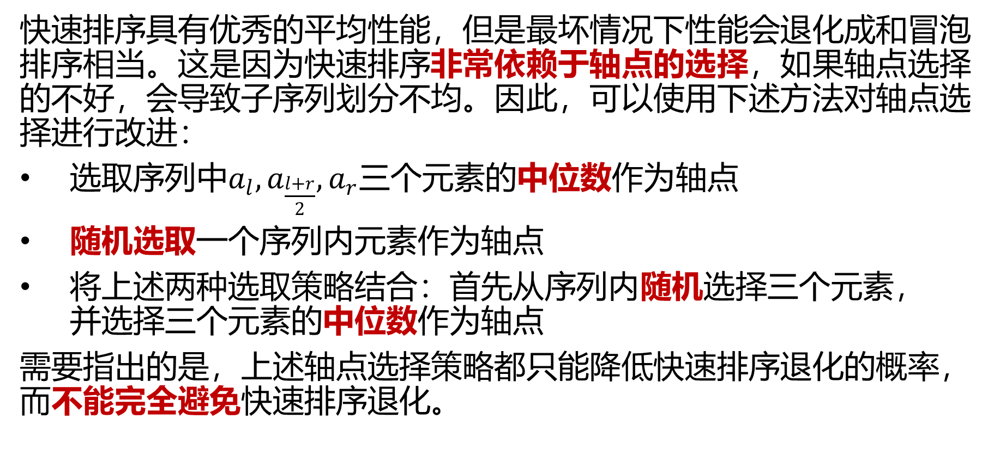 快速排序具有优秀的平均性能，但是最坏情况下性能会退化成和冒泡
排序相当。这是因为快速排序非常依赖于轴点的选择，如果轴点选择
的不好，会导致子序列划分不均。因此，可以使用下述方法对轴点选
择进行改进：
• 选取序列中$a_l, a_{\frac{l+r}{2}}, a_r$三个元素的中位数作为轴点
• 随机选取一个序列内元素作为轴点
• 将上述两种选取策略结合：首先从序列内随机选择三个元素，
并选择三个元素的中位数作为轴点
需要指出的是，上述轴点选择策略都只能降低快速排序退化的概率，
而不能完全避免快速排序退化。